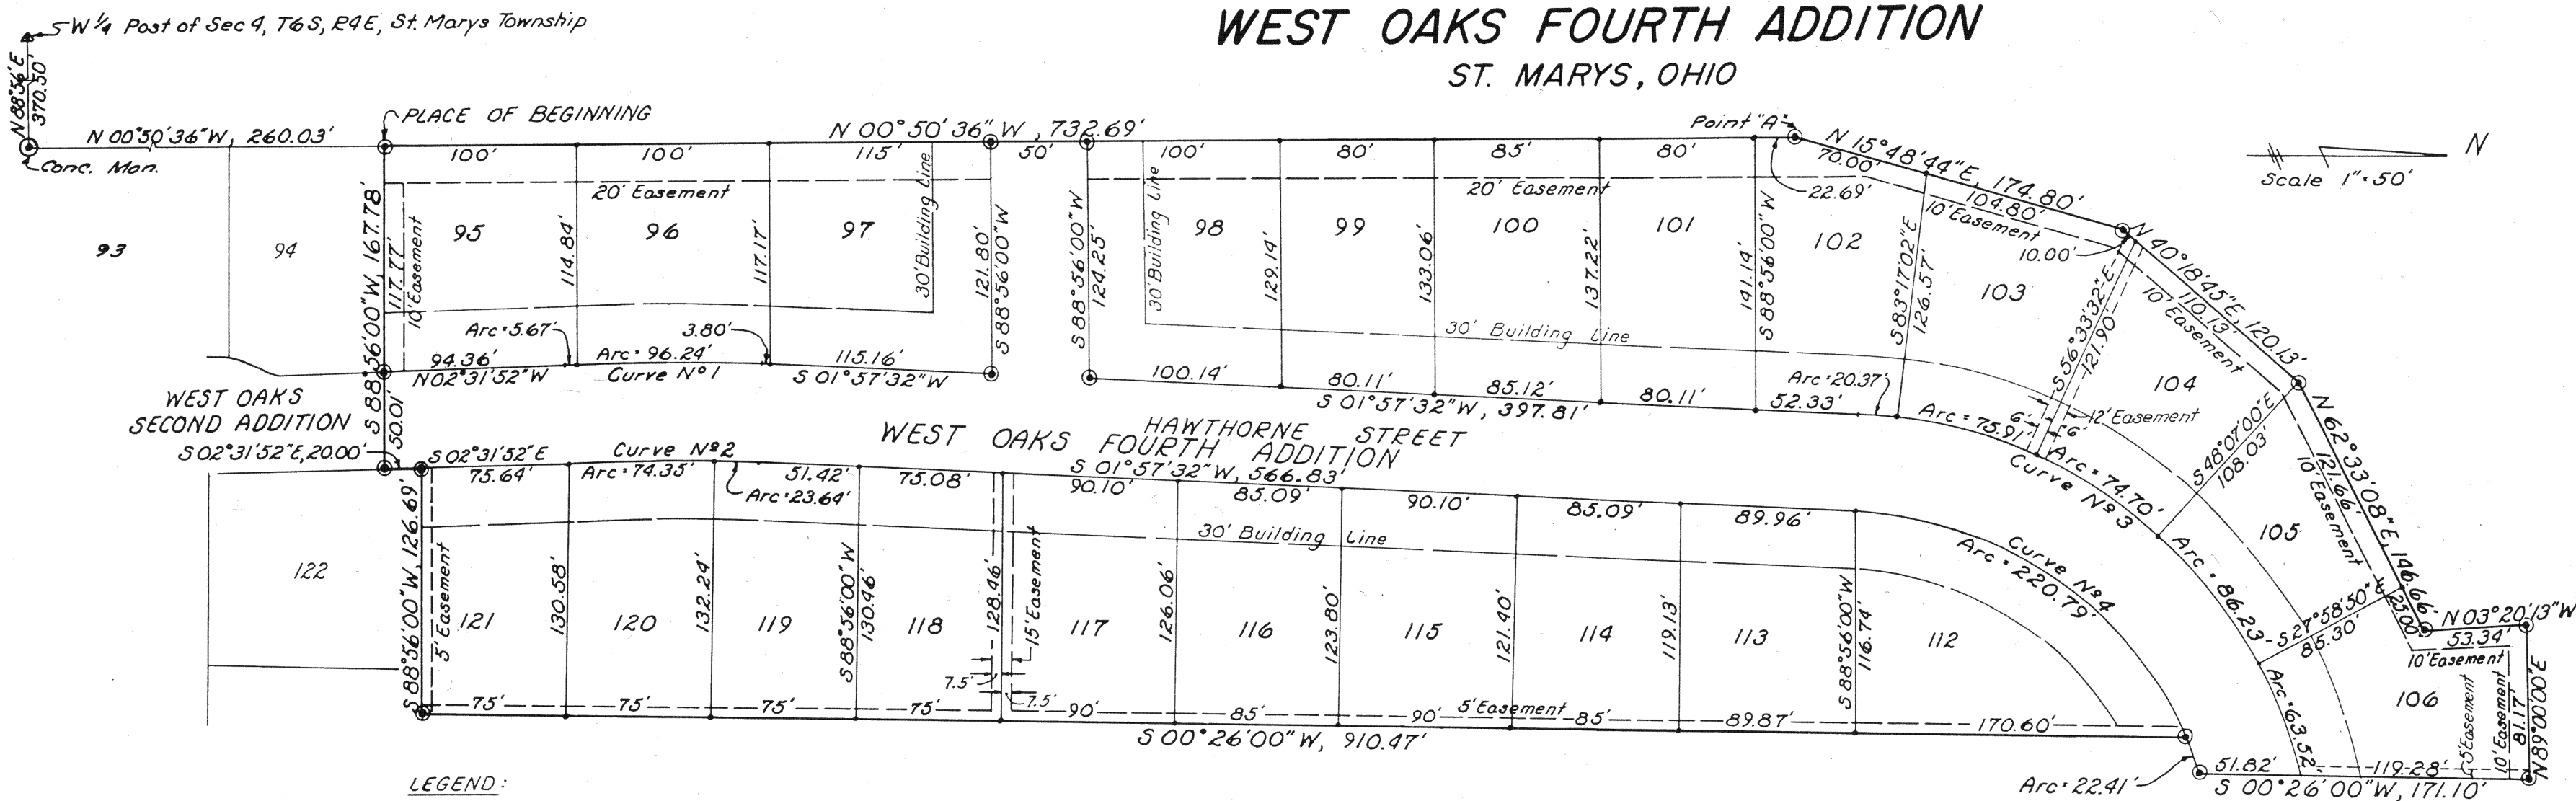 WEST OAKS FOURTH ADDITION
ST. MARYS, OHIO
SW 1/4 Post of Sec 4, T6S, R4E, St. Marys Township
N88°56'E
370.50'
N 00°50'36"W, 260.03'
Conc. Mon.
PLACE OF BEGINNING
N 00°50'36"W, 732.69'
100'
100'
115'
50'
100'
80'
85'
80'
Point "A"
22.69'
N 15°48'44"E, 174.80'
70.00'
104.80'
10' Easement
N
Scale 1"=50'
93
94
S 88°56'00"W, 167.78'
117.77'
10' Easement
20' Easement
95
114.84'
96
117.17'
97
30' Building Line
121.80'
S 88°56'00"W
S 88°56'00"W
124.25'
30' Building Line
20' Easement
98
129.14'
99
133.06'
100
137.22'
101
141.14'
S 88°56'00"W
102
S 83°17'02"E
126.57'
103
10.00'
N 40°18'45"E, 120.13'
110.13'
10' Easement
S 56°33'32"E
121.90'
104
12' Easement
6'
6'
30' Building Line
Arc=5.67'
3.80'
94.36'
Arc=96.24'
115.16'
N02°31'52"W
Curve Nº1
S 01°57'32"W
100.14'
80.11'
85.12'
80.11'
52.33'
Arc=20.37'
S 01°57'32"W, 397.81'
Arc=75.91'
Arc=74.70'
Curve Nº3
S 48°07'00"E
108.03'
N 62°33'08"E, 146.66'
121.66'
10' Easement
105
WEST OAKS
SECOND ADDITION
50.01'
S 02°31'52"E, 20.00'
HAWTHORNE STREET
WEST OAKS FOURTH ADDITION
S 02°31'52"E
Curve Nº2
S 01°57'32"W, 566.83'
75.64'
Arc=74.35'
Arc=23.64'
51.42'
75.08'
90.10'
85.09'
90.10'
85.09'
89.96'
Curve Nº4
Arc=220.79'
30' Building Line
Arc=86.23'
S 27°58'50"E
85.30'
25.00'
N 03°20'13"W
53.34'
10' Easement
122
S 88°56'00"W, 126.69'
5' Easement
121
130.58'
120
132.24'
119
S 88°56'00"W
130.46'
118
128.46'
15' Easement
117
126.06'
116
123.80'
115
121.40'
114
119.13'
113
S 88°56'00"W
116.74'
112
106
5' Easement
10' Easement
81.17'
N 89°00'00"E
Arc=63.52'
7.5'
7.5'
75'
75'
75'
75'
90'
85'
90'
5' Easement
85'
89.87'
170.60'
S 00°26'00"W, 910.47'
Arc=22.41'
51.82'
119.28'
S 00°26'00"W, 171.10'
LEGEND: